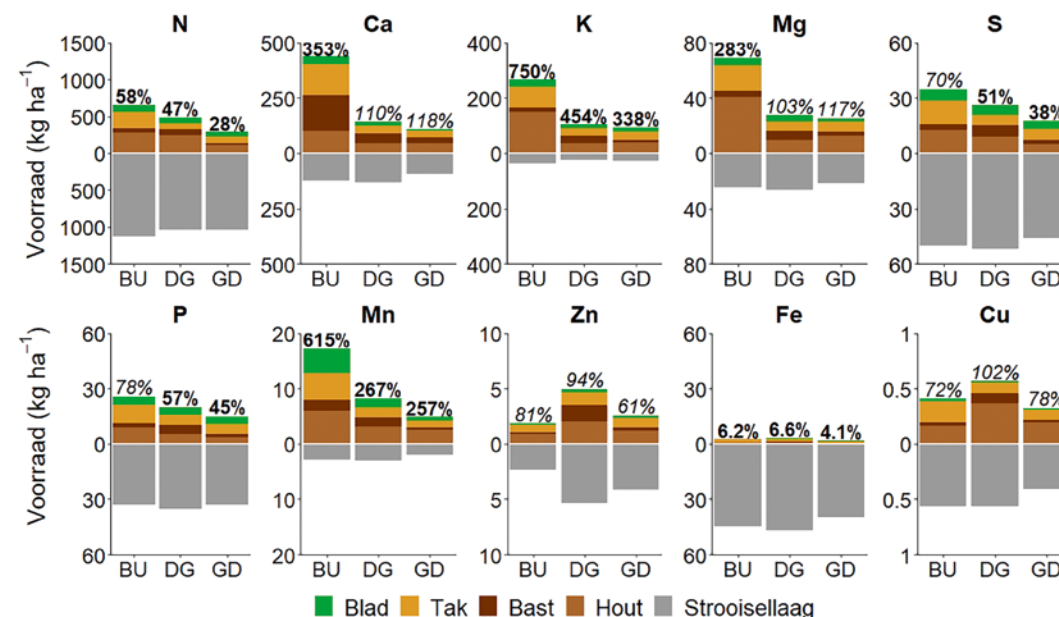 N Ca K Mg S
Voorraad (kg ha⁻¹)
1500 1000 500 0 500 1000 1500
58% 47% 28%
BU DG GD
500 250 0 250 500
353% 110% 118%
BU DG GD
400 200 0 200 400
750% 454% 338%
BU DG GD
80 40 0 40 80
283% 103% 117%
BU DG GD
60 30 0 30 60
70% 51% 38%
BU DG GD
P Mn Zn Fe Cu
Voorraad (kg ha⁻¹)
60 30 0 30 60
78% 57% 45%
BU DG GD
20 10 0 10 20
615% 267% 257%
BU DG GD
10 5 0 5 10
81% 94% 61%
BU DG GD
60 30 0 30 60
6.2% 6.6% 4.1%
BU DG GD
1 0.5 0 0.5 1
72% 102% 78%
BU DG GD
Blad Tak Bast Hout Strooisellaag